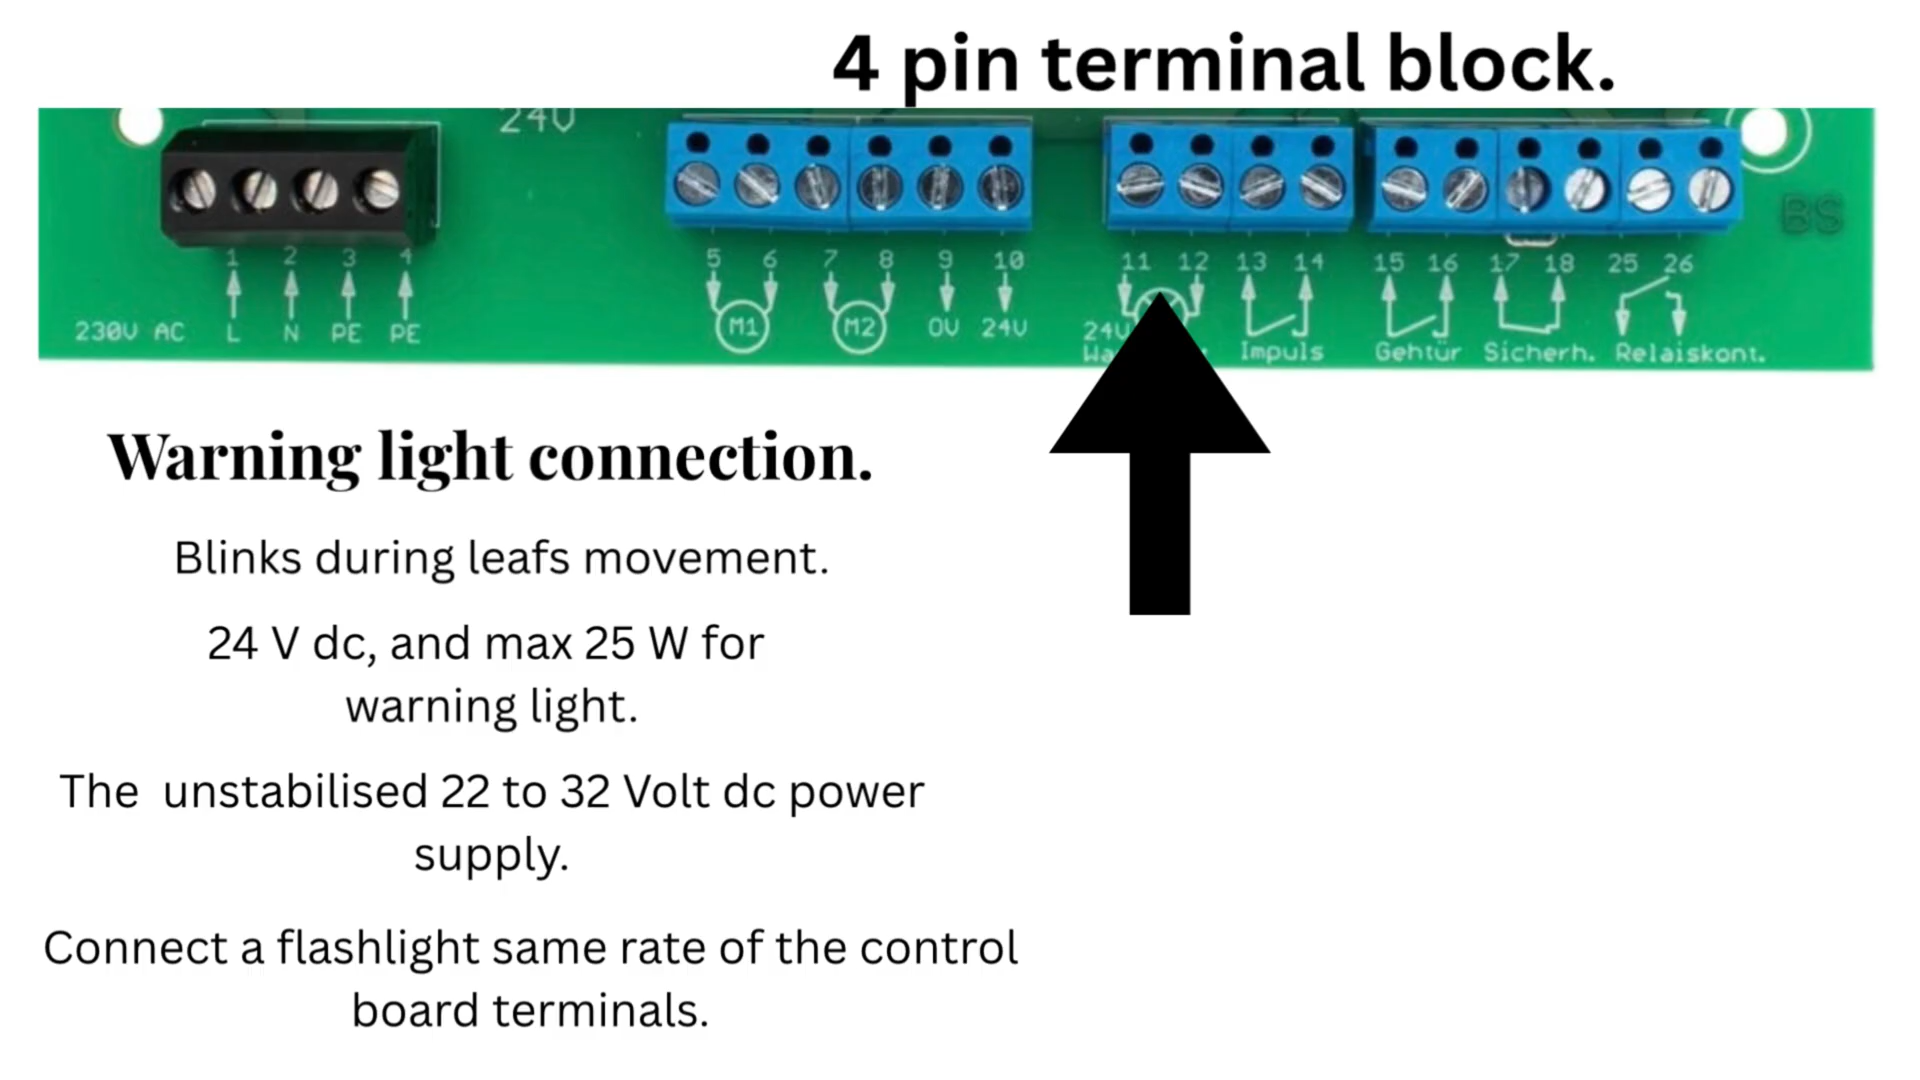 4 pin terminal block.
24V
BS
1 2 3 4
5 6 7 8 9 10
11 12 13 14
15 16 17 18 25 26
230V AC L N PE PE
M1 M2 0V 24V
24V
Impuls Gehtür Sicherh. Relaiskont.
Warning light connection.
Blinks during leafs movement.
24 V dc, and max 25 W for
warning light.
The unstabilised 22 to 32 Volt dc power
supply.
Connect a flashlight same rate of the control
board terminals.